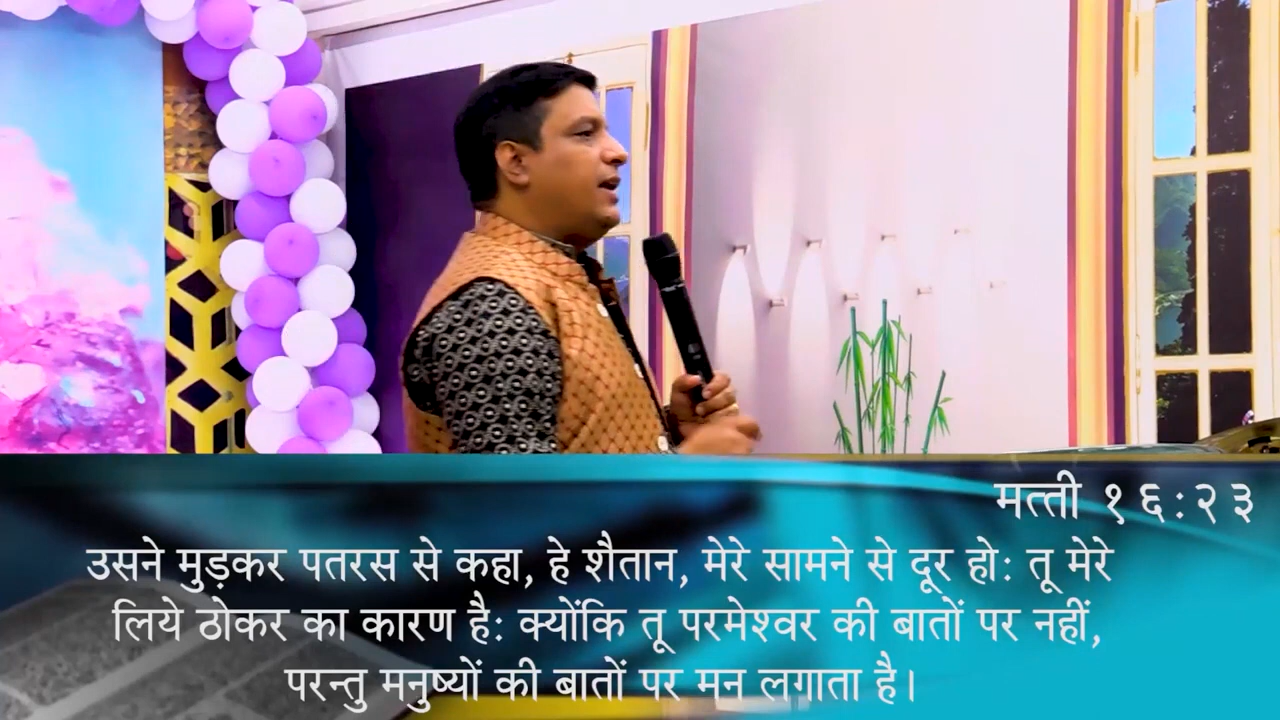 मत्ती १६:२३
उसने मुड़कर पतरस से कहा, हे शैतान, मेरे सामने से दूर हो: तू मेरे
लिये ठोकर का कारण है: क्योंकि तू परमेश्वर की बातों पर नहीं,
परन्तु मनुष्यों की बातों पर मन लगाता है।